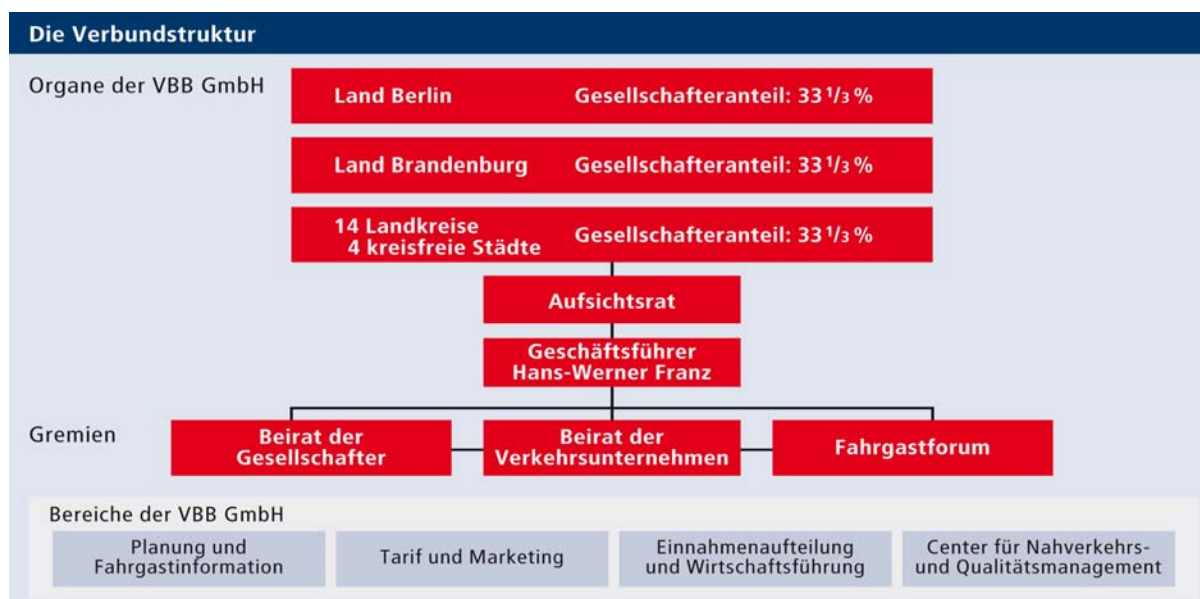 Die Verbundstruktur
Organe der VBB GmbH
Land Berlin Gesellschafteranteil: 33 1/3 %
Land Brandenburg Gesellschafteranteil: 33 1/3 %
14 Landkreise
4 kreisfreie Städte
Gesellschafteranteil: 33 1/3 %
Aufsichtsrat
Geschäftsführer
Hans-Werner Franz
Gremien
Beirat der
Gesellschafter
Beirat der
Verkehrsunternehmen
Fahrgastforum
Bereiche der VBB GmbH
Planung und
Fahrgastinformation
Tarif und Marketing
Einnahmenaufteilung
und Wirtschaftsführung
Center für Nahverkehrs-
und Qualitätsmanagement